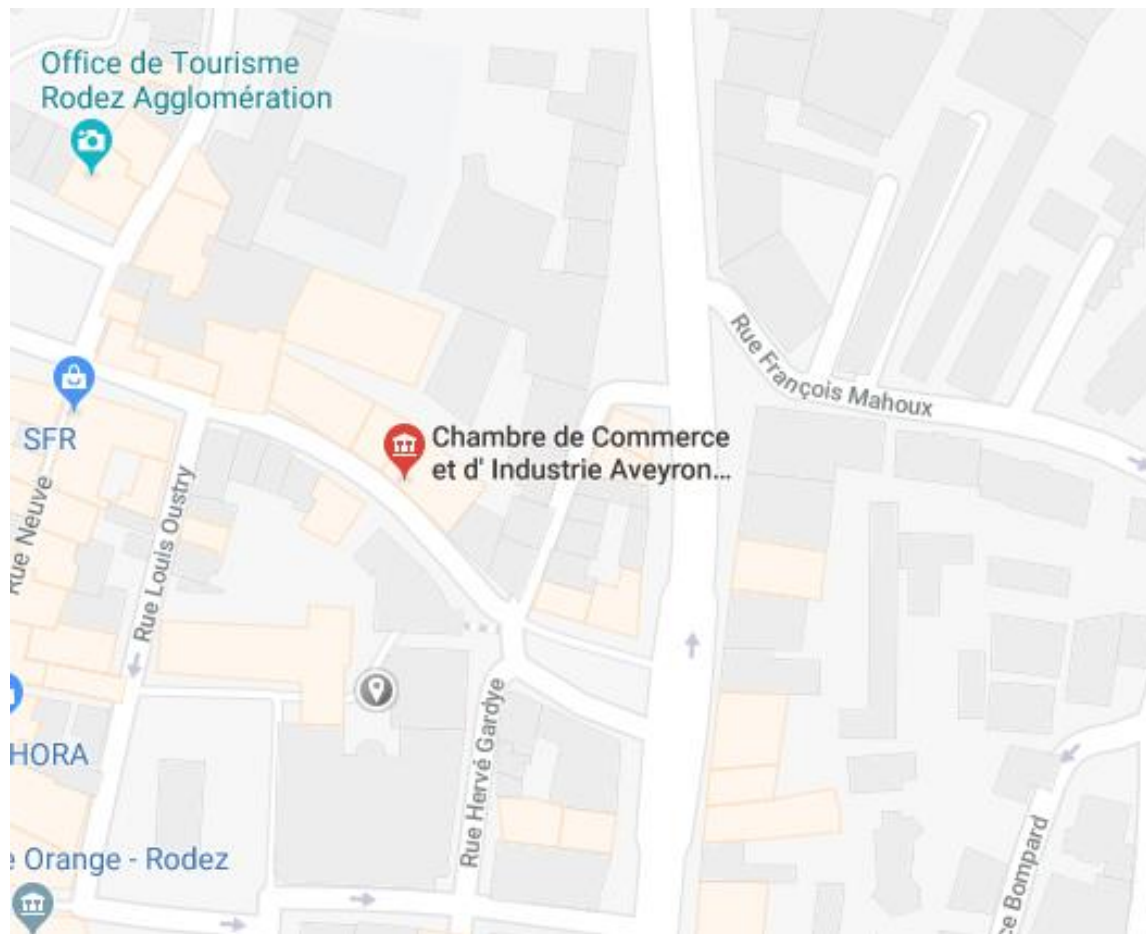 Office de Tourisme
Rodez Agglomération
Rue François Mahoux
SFR
Chambre de Commerce
et d' Industrie Aveyron...
Rue Neuve
Rue Louis Oustry
Rue Hervé Gardye
HORA
e Orange - Rodez
ce Bompard